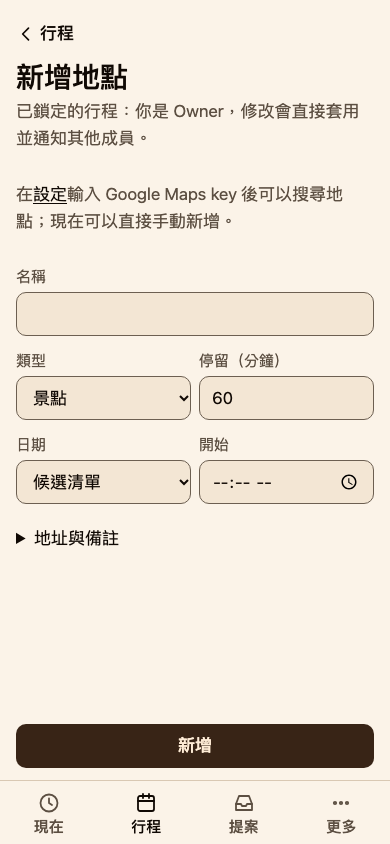 行程
新增地點
已鎖定的行程：你是 Owner，修改會直接套用
並通知其他成員。
在設定輸入 Google Maps key 後可以搜尋地
點；現在可以直接手動新增。
名稱
類型
停留（分鐘）
景點
60
日期
開始
候選清單
--:-- --
地址與備註
新增
現在
行程
提案
更多